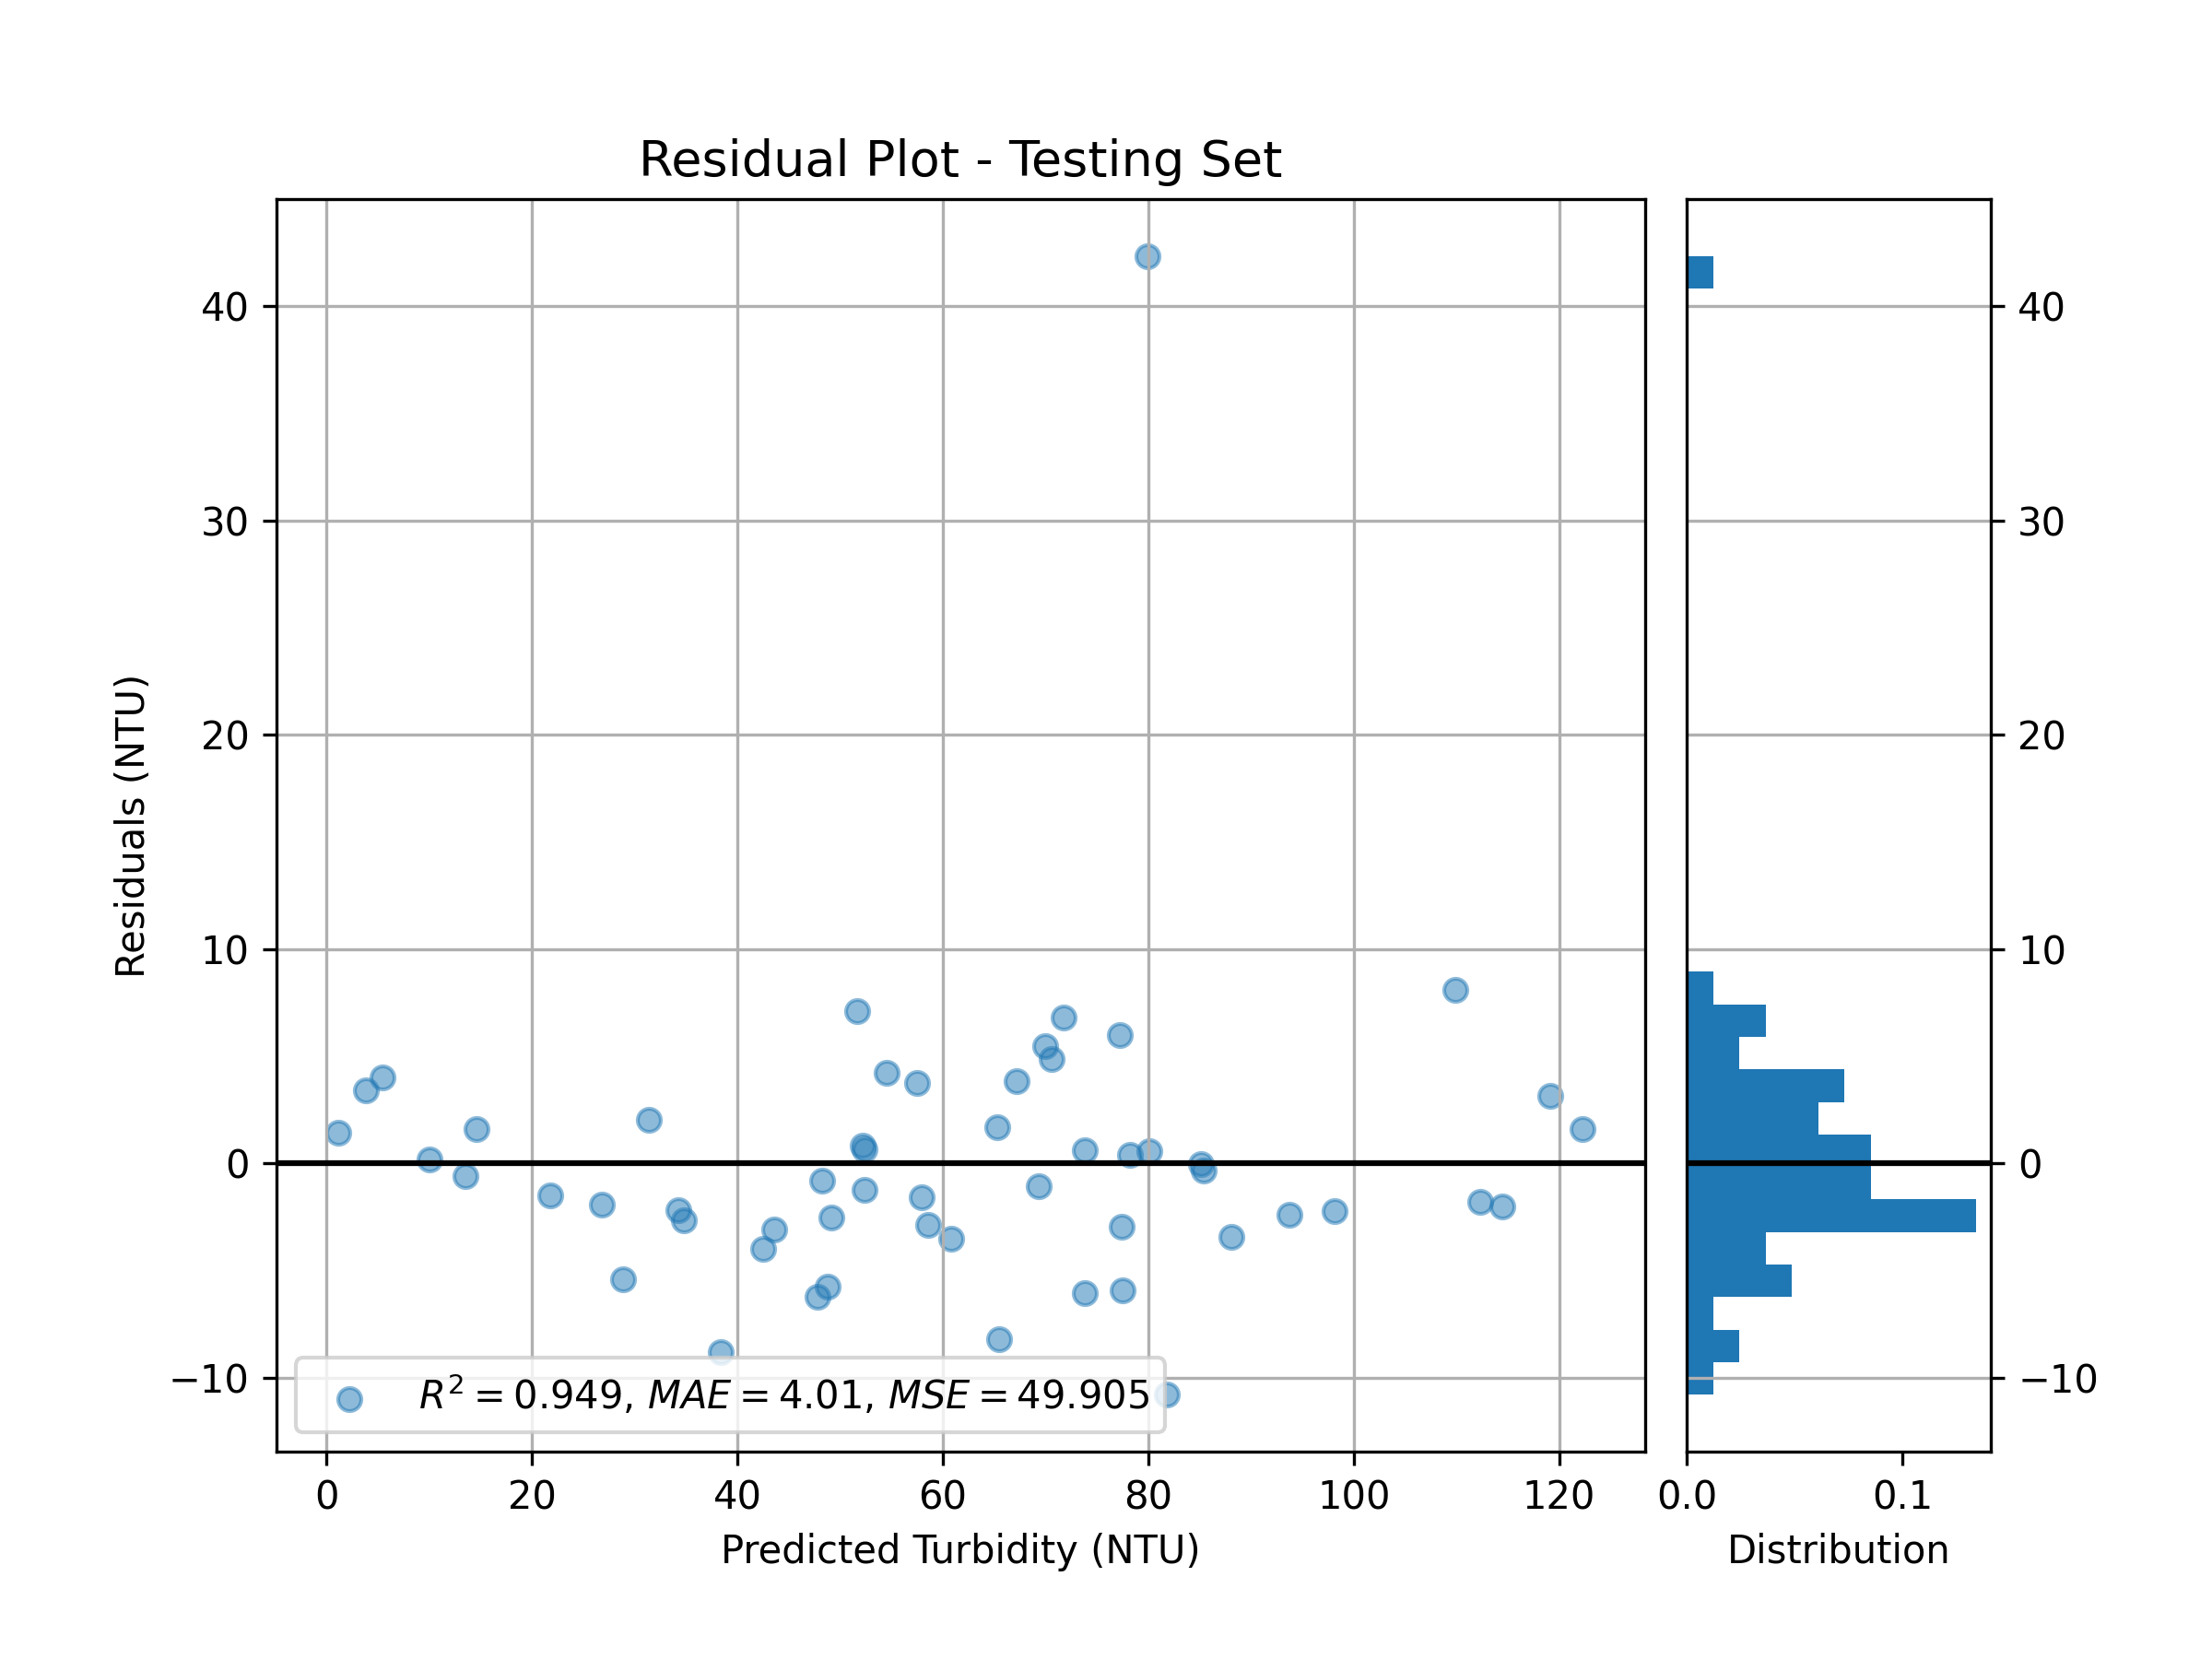 Residual Plot - Testing Set
Residuals (NTU)
40
30
20
10
0
−10
R² = 0.949, MAE = 4.01, MSE = 49.905
0 20 40 60 80 100 120
Predicted Turbidity (NTU)
40
30
20
10
0
−10
0.0 0.1
Distribution